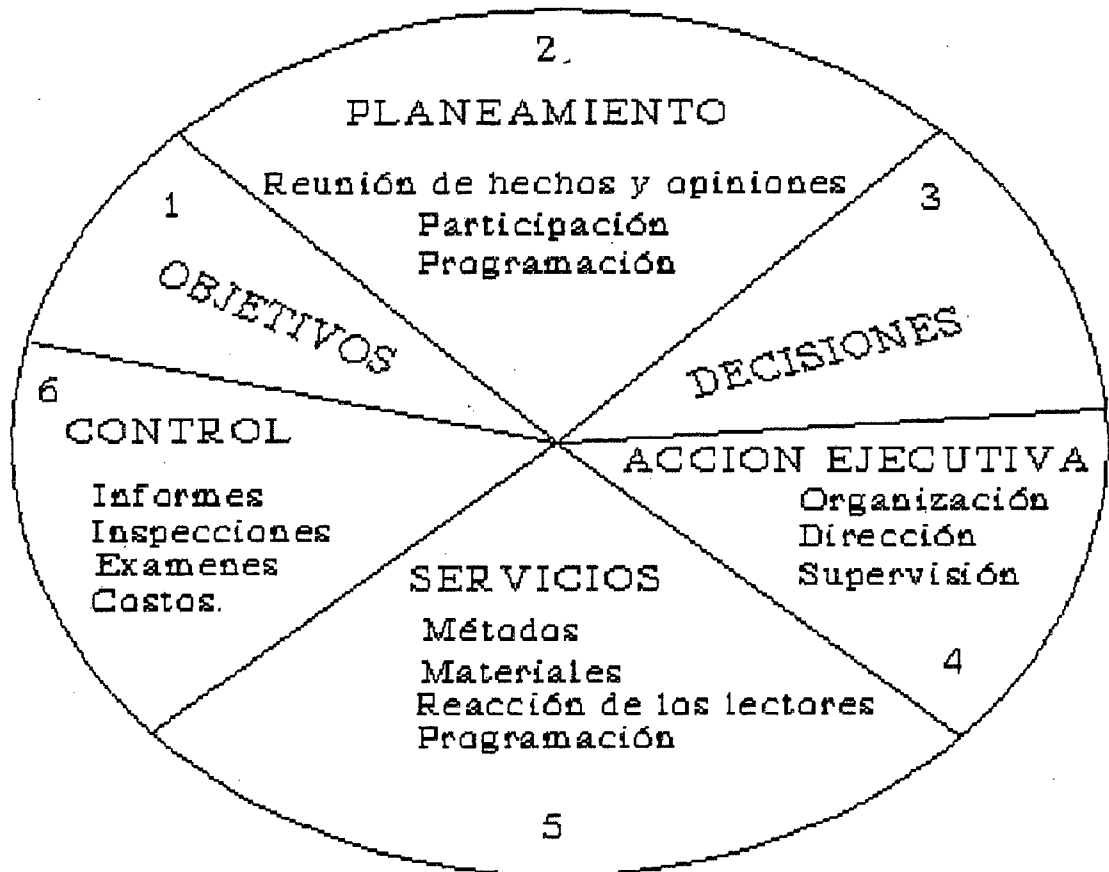 1
OBJETIVOS
2.
PLANEAMIENTO
Reunión de hechos y opiniones
Participación
Programación
3
DECISIONES
ACCION EJECUTIVA
Organización
Dirección
Supervisión
4
SERVICIOS
Métodos
Materiales
Reacción de los lectores
Programación
5
6
CONTROL
Informes
Inspecciones
Examenes
Costos.